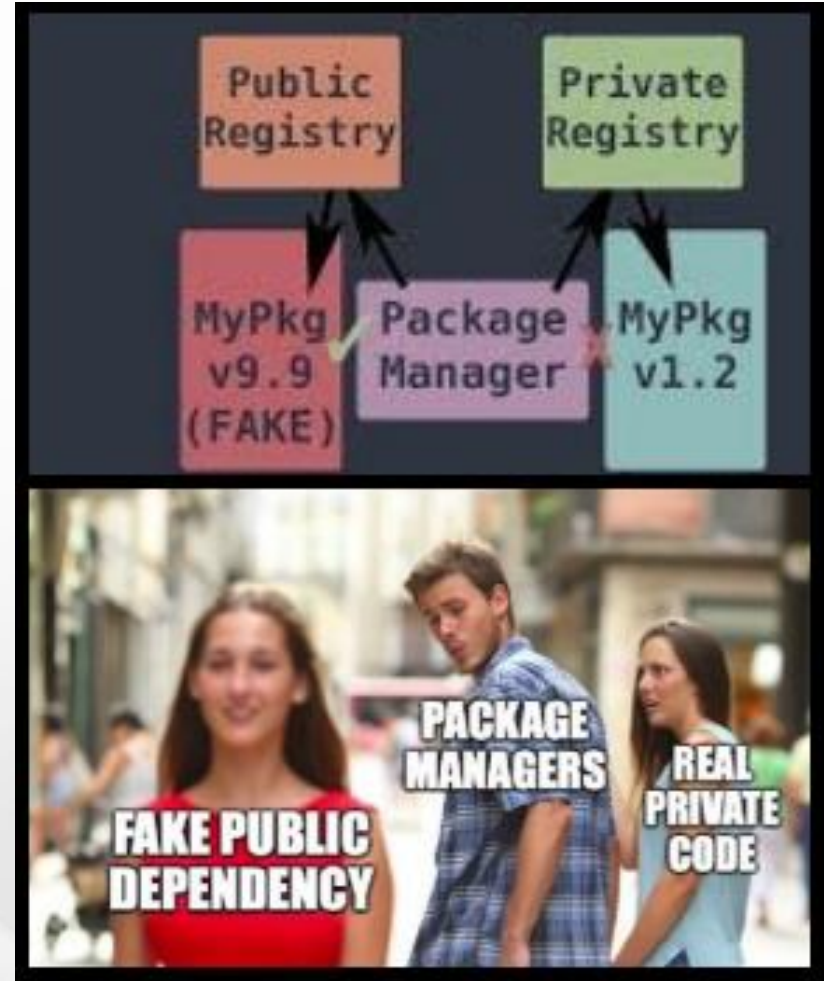 Public
Registry
Private
Registry
MyPkg
v9.9
(FAKE)
Package
Manager
MyPkg
v1.2
FAKE PUBLIC
DEPENDENCY
PACKAGE
MANAGERS
REAL
PRIVATE
CODE